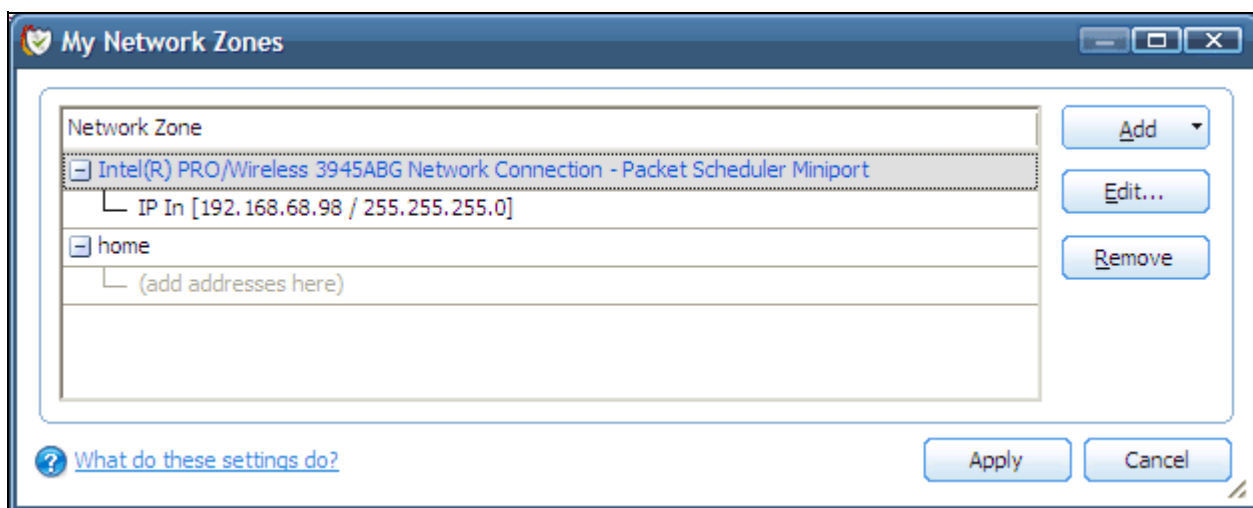 My Network Zones
Network Zone
Add
Intel(R) PRO/Wireless 3945ABG Network Connection - Packet Scheduler Miniport
IP In [192.168.68.98 / 255.255.255.0]
Edit...
home
Remove
(add addresses here)
What do these settings do?
Apply
Cancel